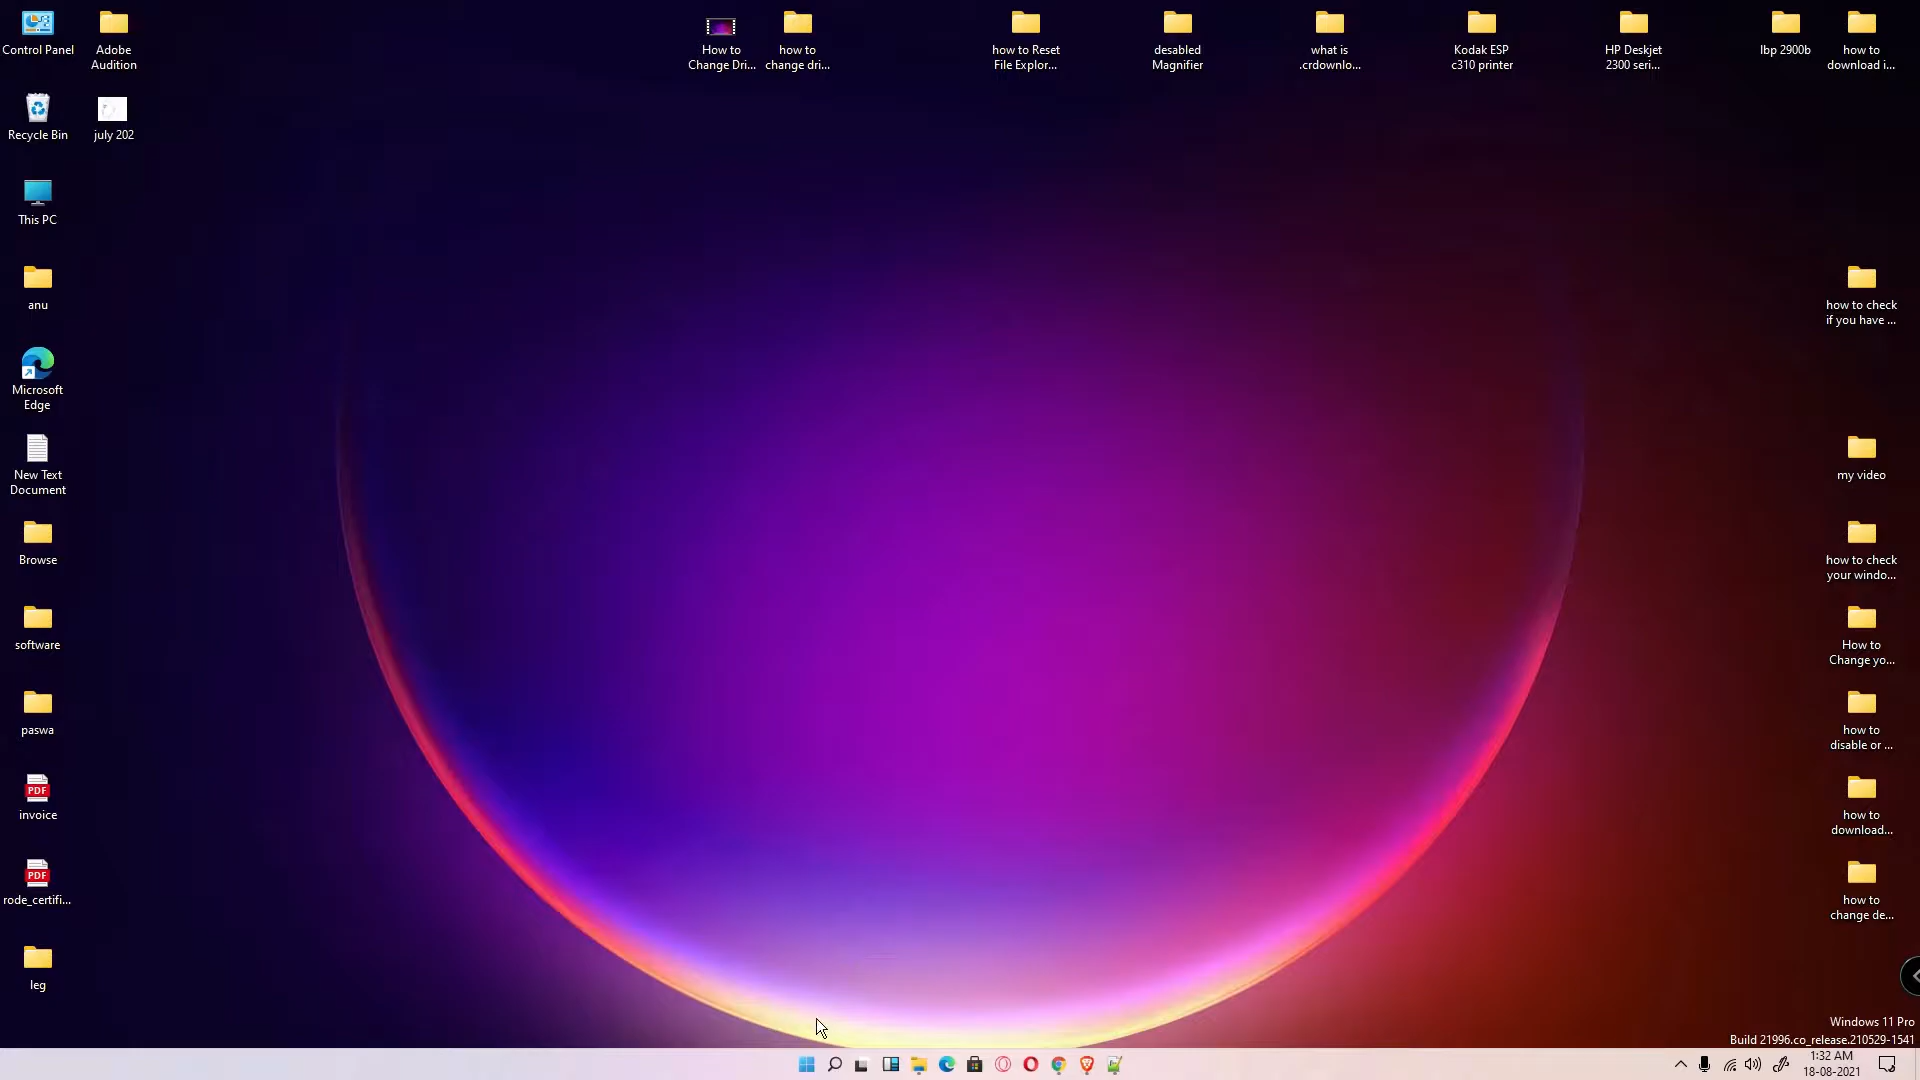 Control Panel
Adobe
Audition
How to
Change Dri...
how to
change dri...
how to Reset
File Explor...
desabled
Magnifier
what is
.crdownlo...
Kodak ESP
c310 printer
HP Deskjet
2300 seri...
lbp 2900b
how to
download i...
Recycle Bin
july 202
This PC
anu
how to check
if you have ...
Microsoft
Edge
New Text
Document
my video
Browse
how to check
your windo...
software
How to
Change yo...
paswa
how to
disable or ...
PDF
invoice
how to
download...
PDF
rode_certifi...
how to
change de...
leg
Windows 11 Pro
Build 21996.co_release.210529-1541
1:32 AM
18-08-2021